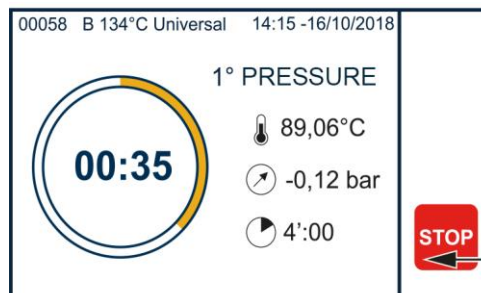 00058 B 134°C Universal 14:15 -16/10/2018
1° PRESSURE
89,06°C
00:35
-0,12 bar
4':00
STOP